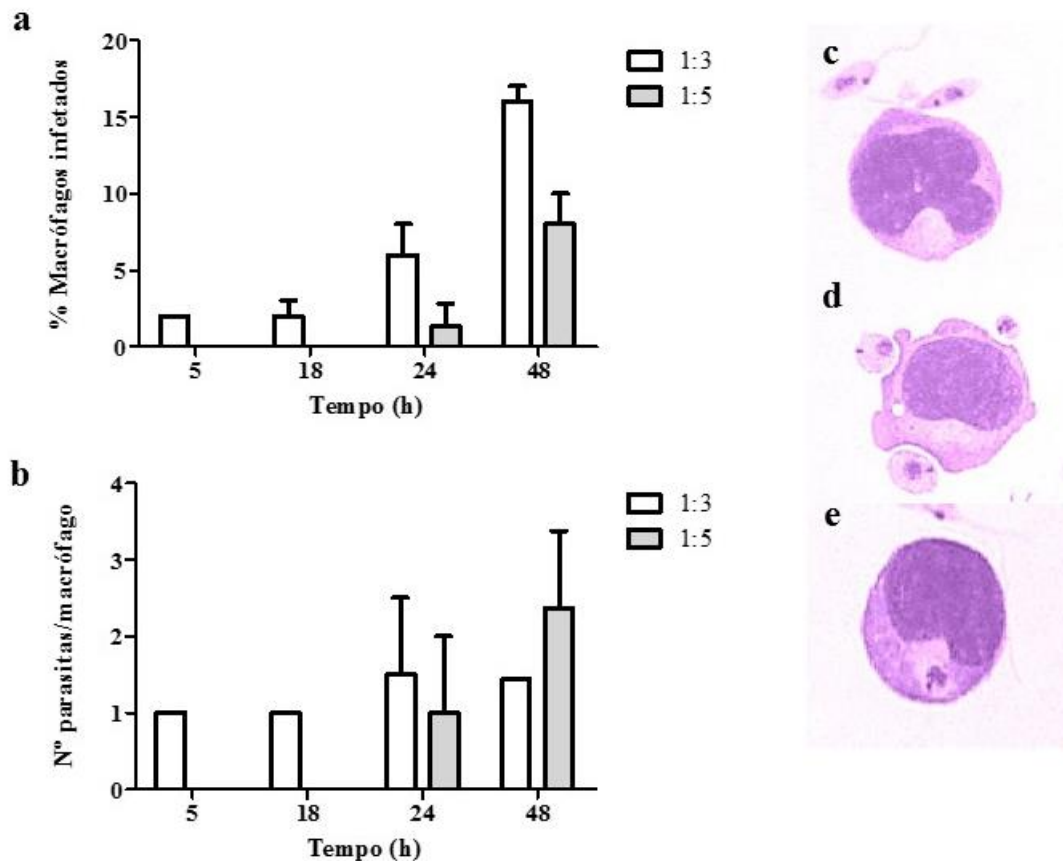 a
% Macrófagos infetados
20
15
10
5
0
5 18 24 48
Tempo (h)
1:3
1:5
b
Nº parasitas/macrófago
4
3
2
1
0
5 18 24 48
Tempo (h)
1:3
1:5
c
d
e